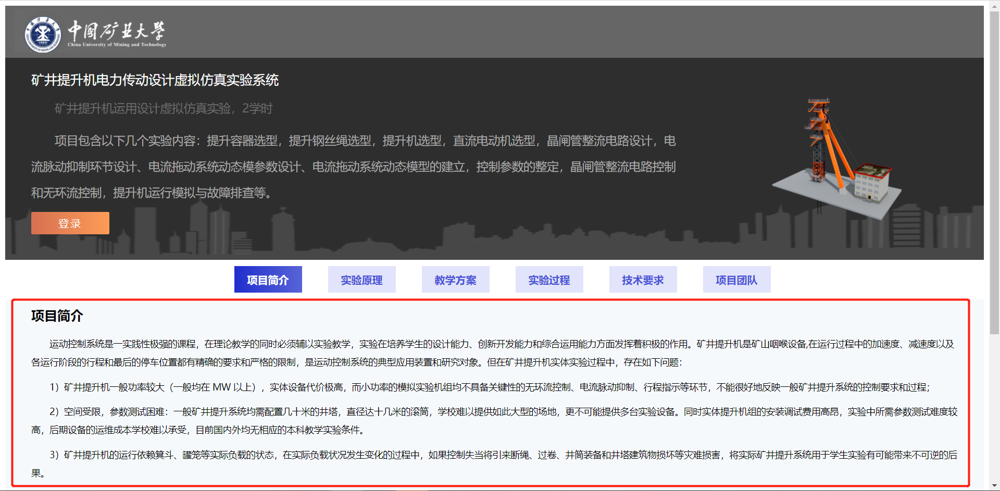 中国矿业大学
China University of Mining and Technology
矿井提升机电力传动设计虚拟仿真实验系统
矿井提升机运用设计虚拟仿真实验，2学时
项目包含以下几个实验内容：提升容器选型，提升钢丝绳选型，提升机选型，直流电动机选型，晶闸管整流电路设计，电
流脉动抑制环节设计、电流拖动系统动态模参数设计、电流拖动系统动态模型的建立，控制参数的整定，晶闸管整流电路控制
和无环流控制，提升机运行模拟与故障排查等。
登录
项目简介 实验原理 教学方案 实验过程 技术要求 项目团队
项目简介
运动控制系统是一实践性极强的课程，在理论教学的同时必须辅以实验教学，实验在培养学生的设计能力、创新开发能力和综合运用能力方面发挥着积极的作用。矿井提升机是矿山咽喉设备,在运行过程中的加速度、减速度以及
各运行阶段的行程和最后的停车位置都有精确的要求和严格的限制，是运动控制系统的典型应用装置和研究对象。但在矿井提升机实体实验过程中，存在如下问题：
1）矿井提升机一般功率较大（一般均在 MW 以上），实体设备代价极高，而小功率的模拟实验机组均不具备关键性的无环流控制、电流脉动抑制、行程指示等环节，不能很好地反映一般矿井提升系统的控制要求和过程；
2）空间受限，参数测试困难：一般矿井提升系统均需配置几十米的井塔，直径达十几米的滚筒，学校难以提供如此大型的场地，更不可能提供多台实验设备。同时实体提升机组的安装调试费用高昂，实验中所需参数测试难度较
高，后期设备的运维成本学校难以承受，目前国内外均无相应的本科教学实验条件。
3）矿井提升机的运行依赖箕斗、罐笼等实际负载的状态，在实际负载状况发生变化的过程中，如果控制失当将引来断绳、过卷、井筒装备和井塔建筑物损坏等灾难损害，将实际矿井提升系统用于学生实验有可能带来不可逆的后
果。